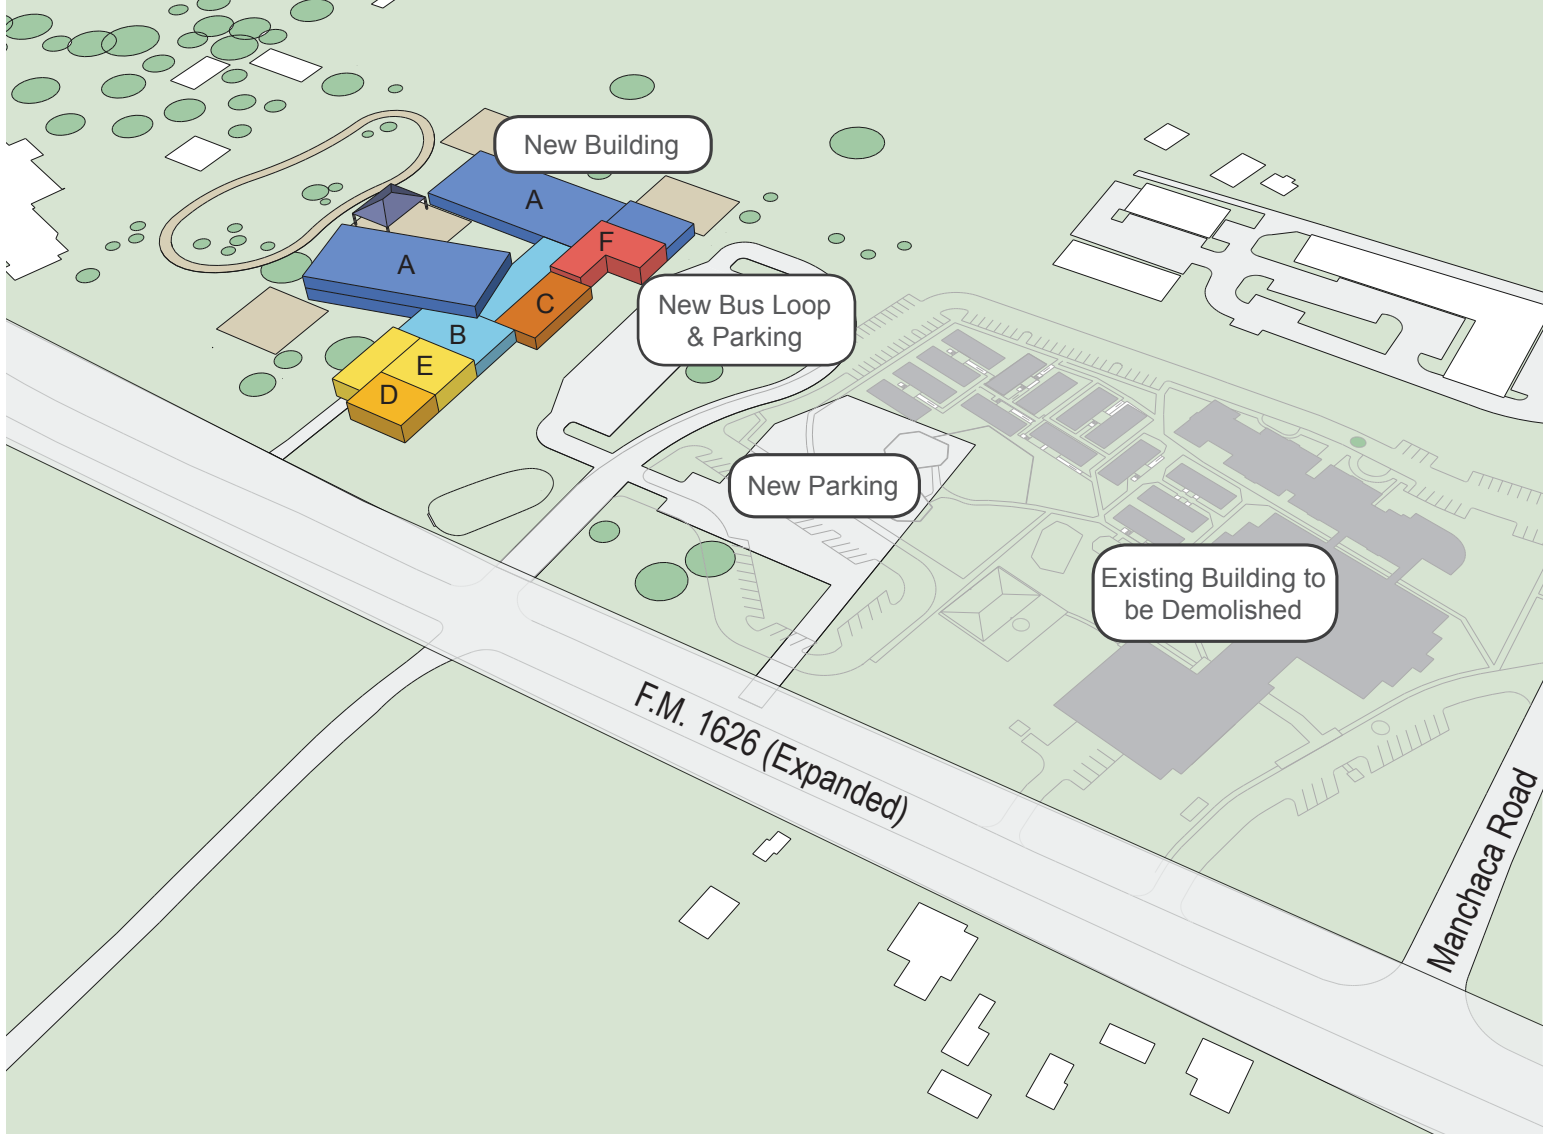 New Building
A
F
A
C
New Bus Loop
& Parking
B
E
D
New Parking
Existing Building to
be Demolished
F.M. 1626 (Expanded)
Manchaca Road